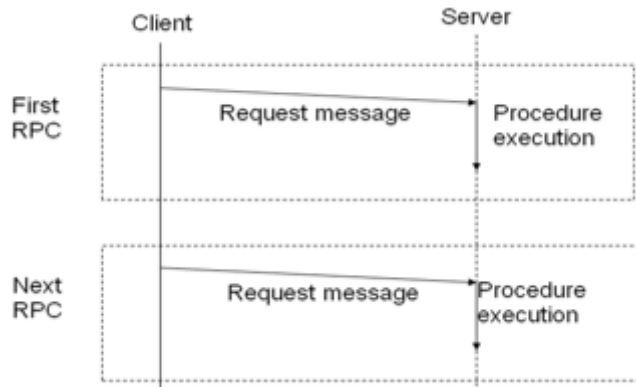 Client
Server
First
RPC
Request message
Procedure
execution
Next
RPC
Request message
Procedure
execution